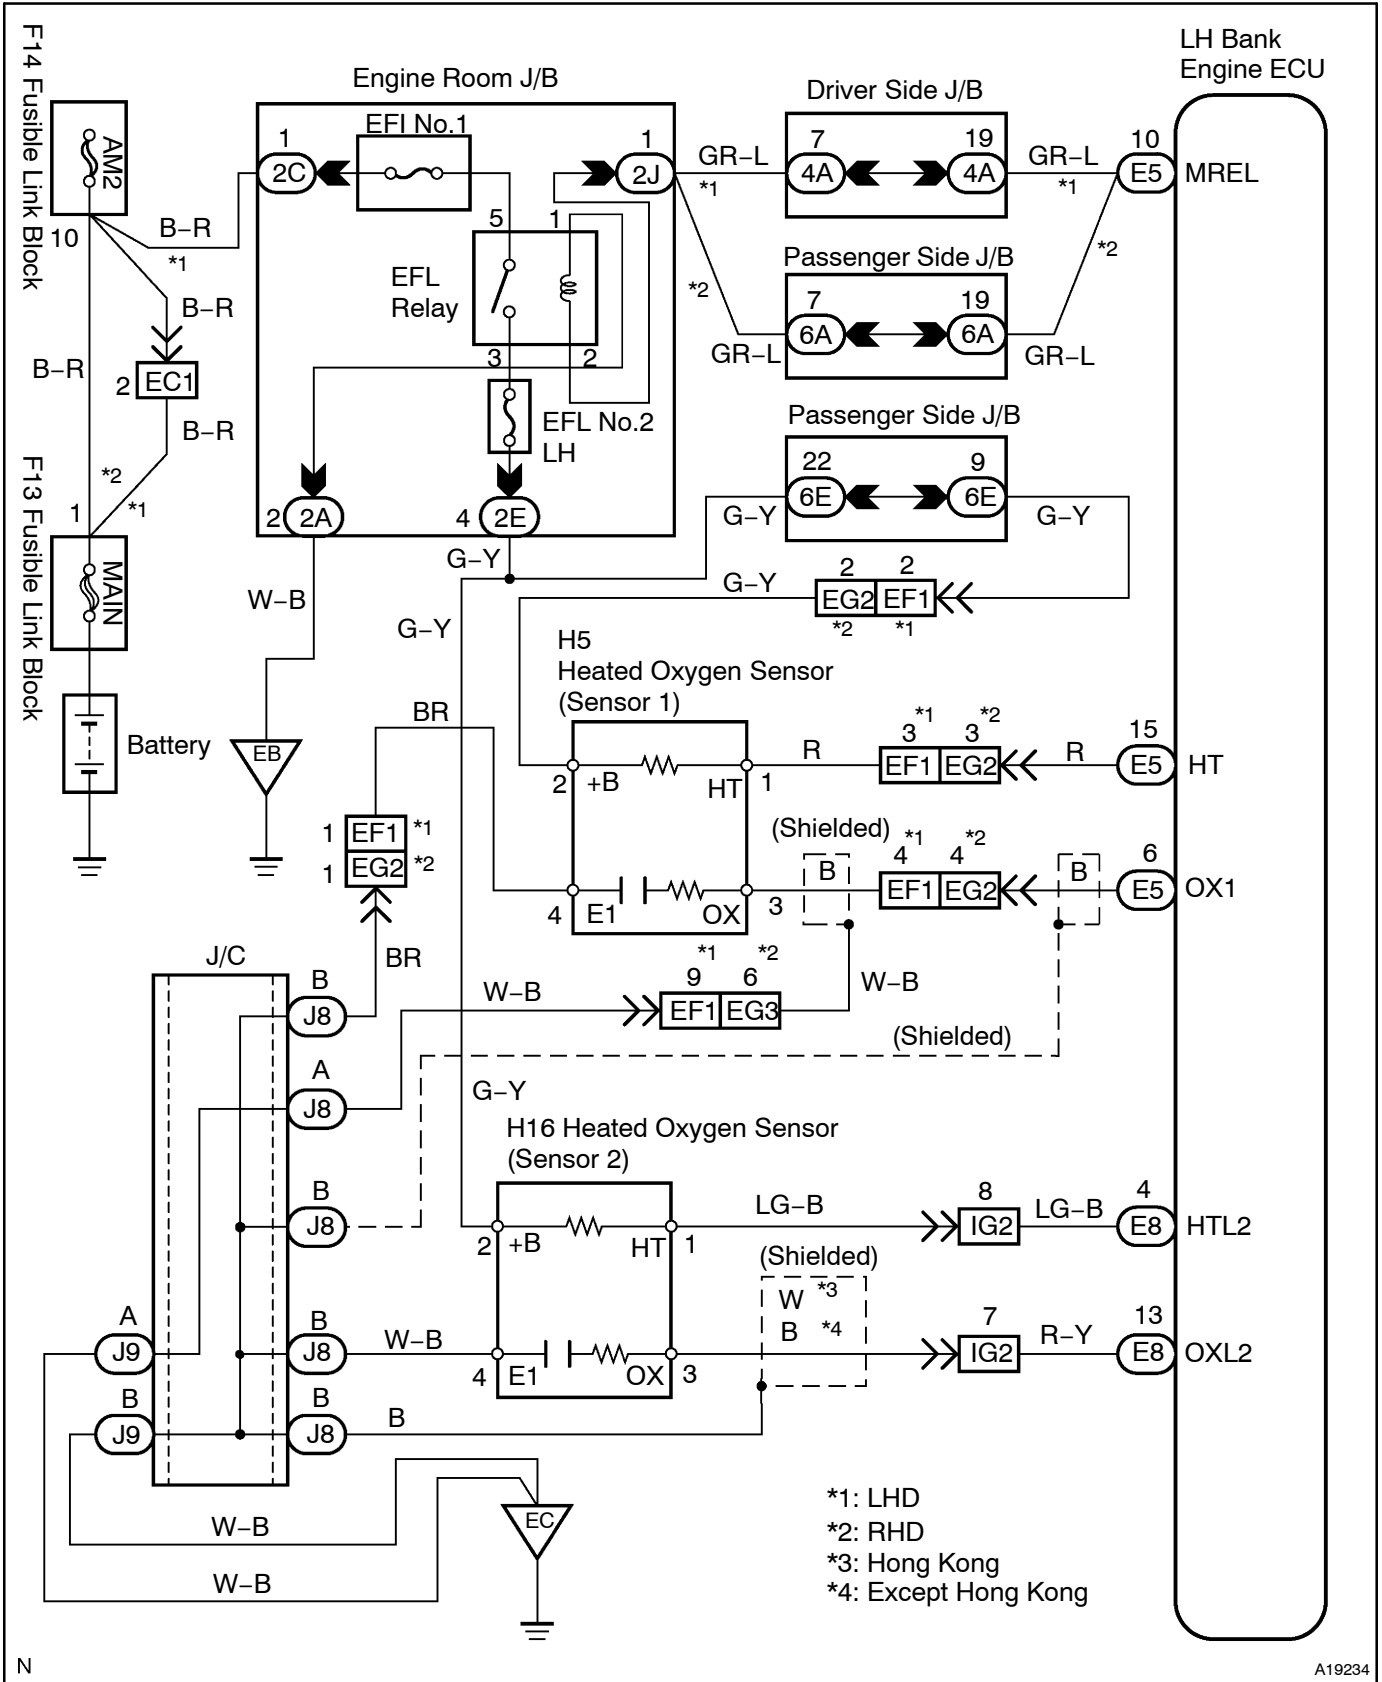 LH Bank
Engine ECU
F14 Fusible Link Block
Engine Room J/B
Driver Side J/B
AM2
EFI No.1
1
2C
1
2J
GR−L
*1
7
4A
19
4A
GR−L
*1
10
E5
MREL
10
B−R
*1
5
1
EFL
Relay
Passenger Side J/B
*2
*2
B−R
7
6A
19
6A
GR−L
GR−L
B−R
2
EC1
3
2
B−R
EFL No.2
LH
Passenger Side J/B
F13 Fusible Link Block
*2
1
*1
22
6E
9
6E
G−Y
G−Y
2
2A
4
2E
MAIN
G−Y
W−B
G−Y
2
2
EG2
EF1
*2
*1
G−Y
H5
Heated Oxygen Sensor
(Sensor 1)
Battery
EB
BR
2
+B
HT
1
R
*1
*2
3
3
EF1
EG2
R
15
E5
HT
1
EF1
*1
1
EG2
*2
(Shielded)
B
*1
*2
4
4
EF1
EG2
B
6
E5
OX1
4
E1
OX
3
J/C
BR
*1
*2
9
6
EF1
EG3
W−B
W−B
B
J8
(Shielded)
A
J8
G−Y
H16 Heated Oxygen Sensor
(Sensor 2)
B
J8
2
+B
HT
1
LG−B
8
IG2
LG−B
4
E8
HTL2
(Shielded)
W
*3
B
*4
A
J9
B
J8
W−B
4
E1
OX
3
7
IG2
R−Y
13
E8
OXL2
B
J9
B
J8
B
EC
W−B
W−B
*1: LHD
*2: RHD
*3: Hong Kong
*4: Except Hong Kong
N
A19234